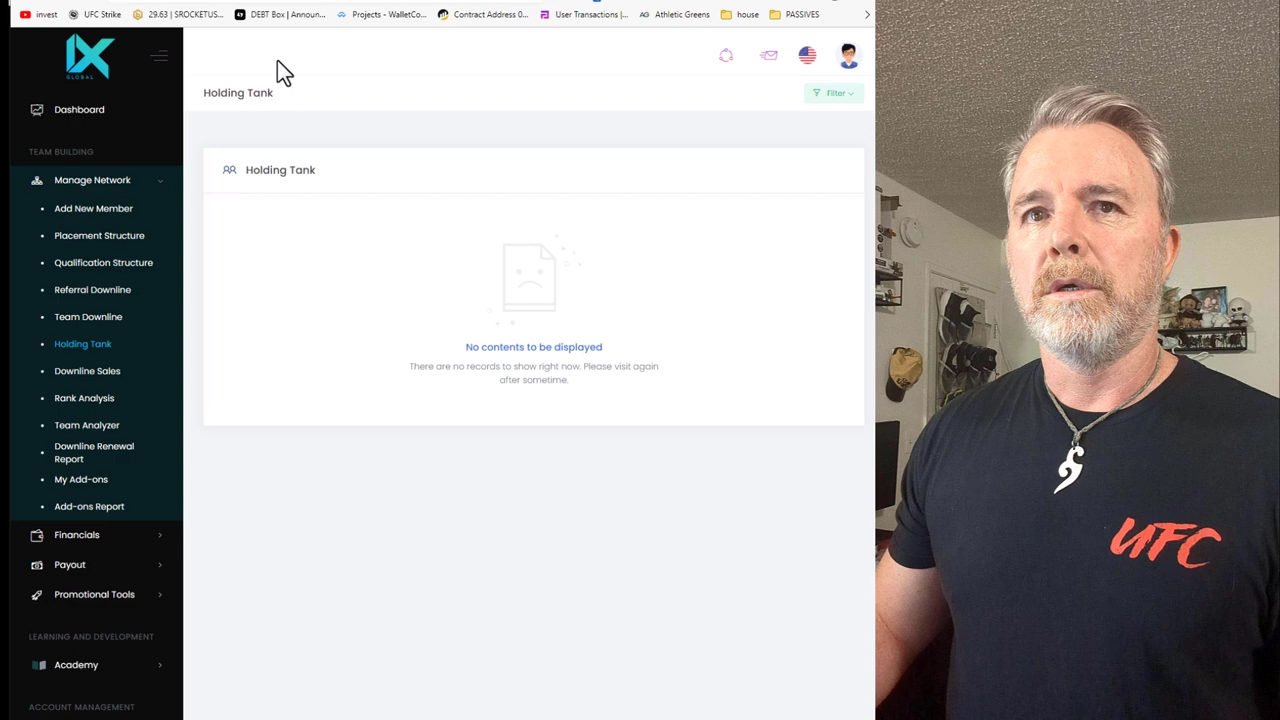 invest
UFC Strike
29.63 | SROCKETUS...
DEBT Box | Announ...
Projects - WalletCo...
Contract Address 0...
User Transactions |...
AG Athletic Greens
house
PASSIVES
IX
GLOBAL
Holding Tank
Filter
Dashboard
TEAM BUILDING
Manage Network
Add New Member
Placement Structure
Qualification Structure
Referral Downline
Team Downline
Holding Tank
Downline Sales
Rank Analysis
Team Analyzer
Downline Renewal
Report
My Add-ons
Add-ons Report
Financials
Payout
Promotional Tools
LEARNING AND DEVELOPMENT
Academy
ACCOUNT MANAGEMENT
Holding Tank
No contents to be displayed
There are no records to show right now. Please visit again
after sometime.
UFC